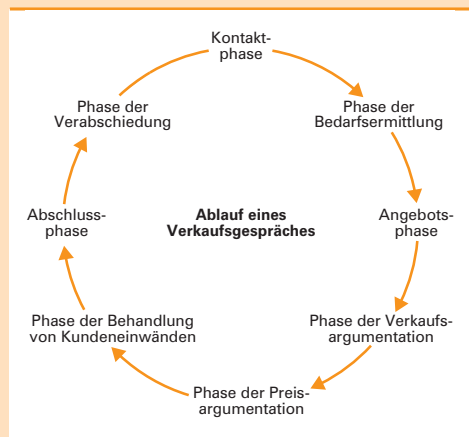 Kontakt-
phase
Phase der
Bedarfsermittlung
Angebots-
phase
Phase der Verkaufs-
argumentation
Phase der Preis-
argumentation
Phase der Behandlung
von Kundeneinwänden
Abschluss-
phase
Phase der
Verabschiedung
Ablauf eines
Verkaufsgespräches